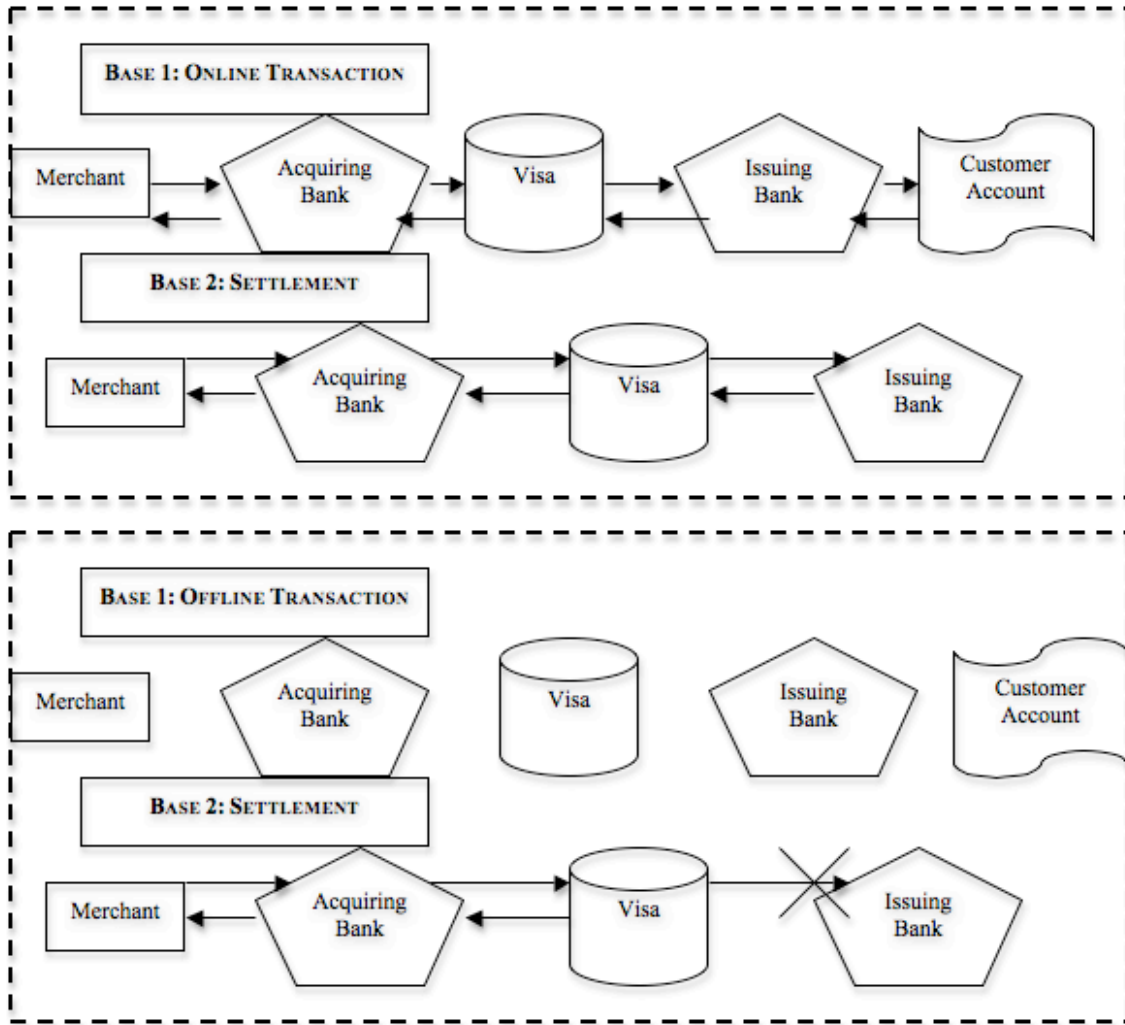 BASE 1: ONLINE TRANSACTION
Merchant
Acquiring
Bank
Visa
Issuing
Bank
Customer
Account
BASE 2: SETTLEMENT
Merchant
Acquiring
Bank
Visa
Issuing
Bank
BASE 1: OFFLINE TRANSACTION
Merchant
Acquiring
Bank
Visa
Issuing
Bank
Customer
Account
BASE 2: SETTLEMENT
Merchant
Acquiring
Bank
Visa
Issuing
Bank